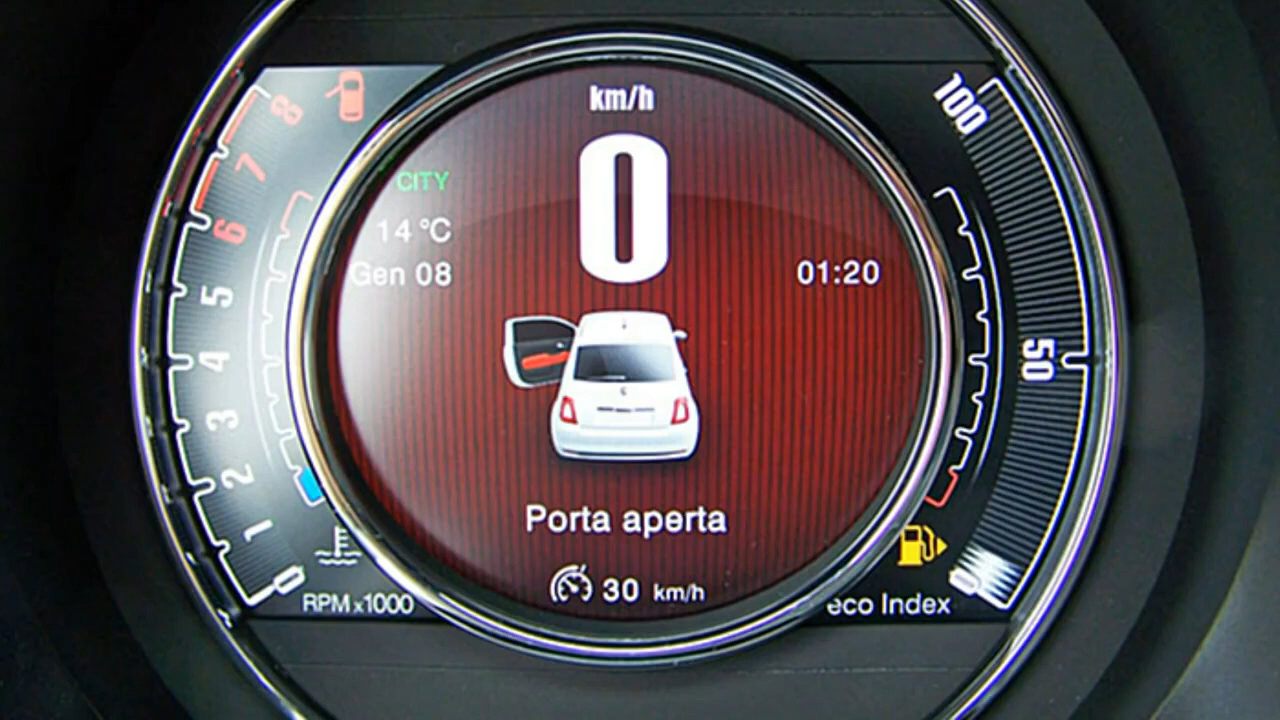 km/h
0
CITY
14 °C
Gen 08
01:20
Porta aperta
30 km/h
8
7
6
5
4
3
2
1
0
RPM x1000
100
50
0
eco Index